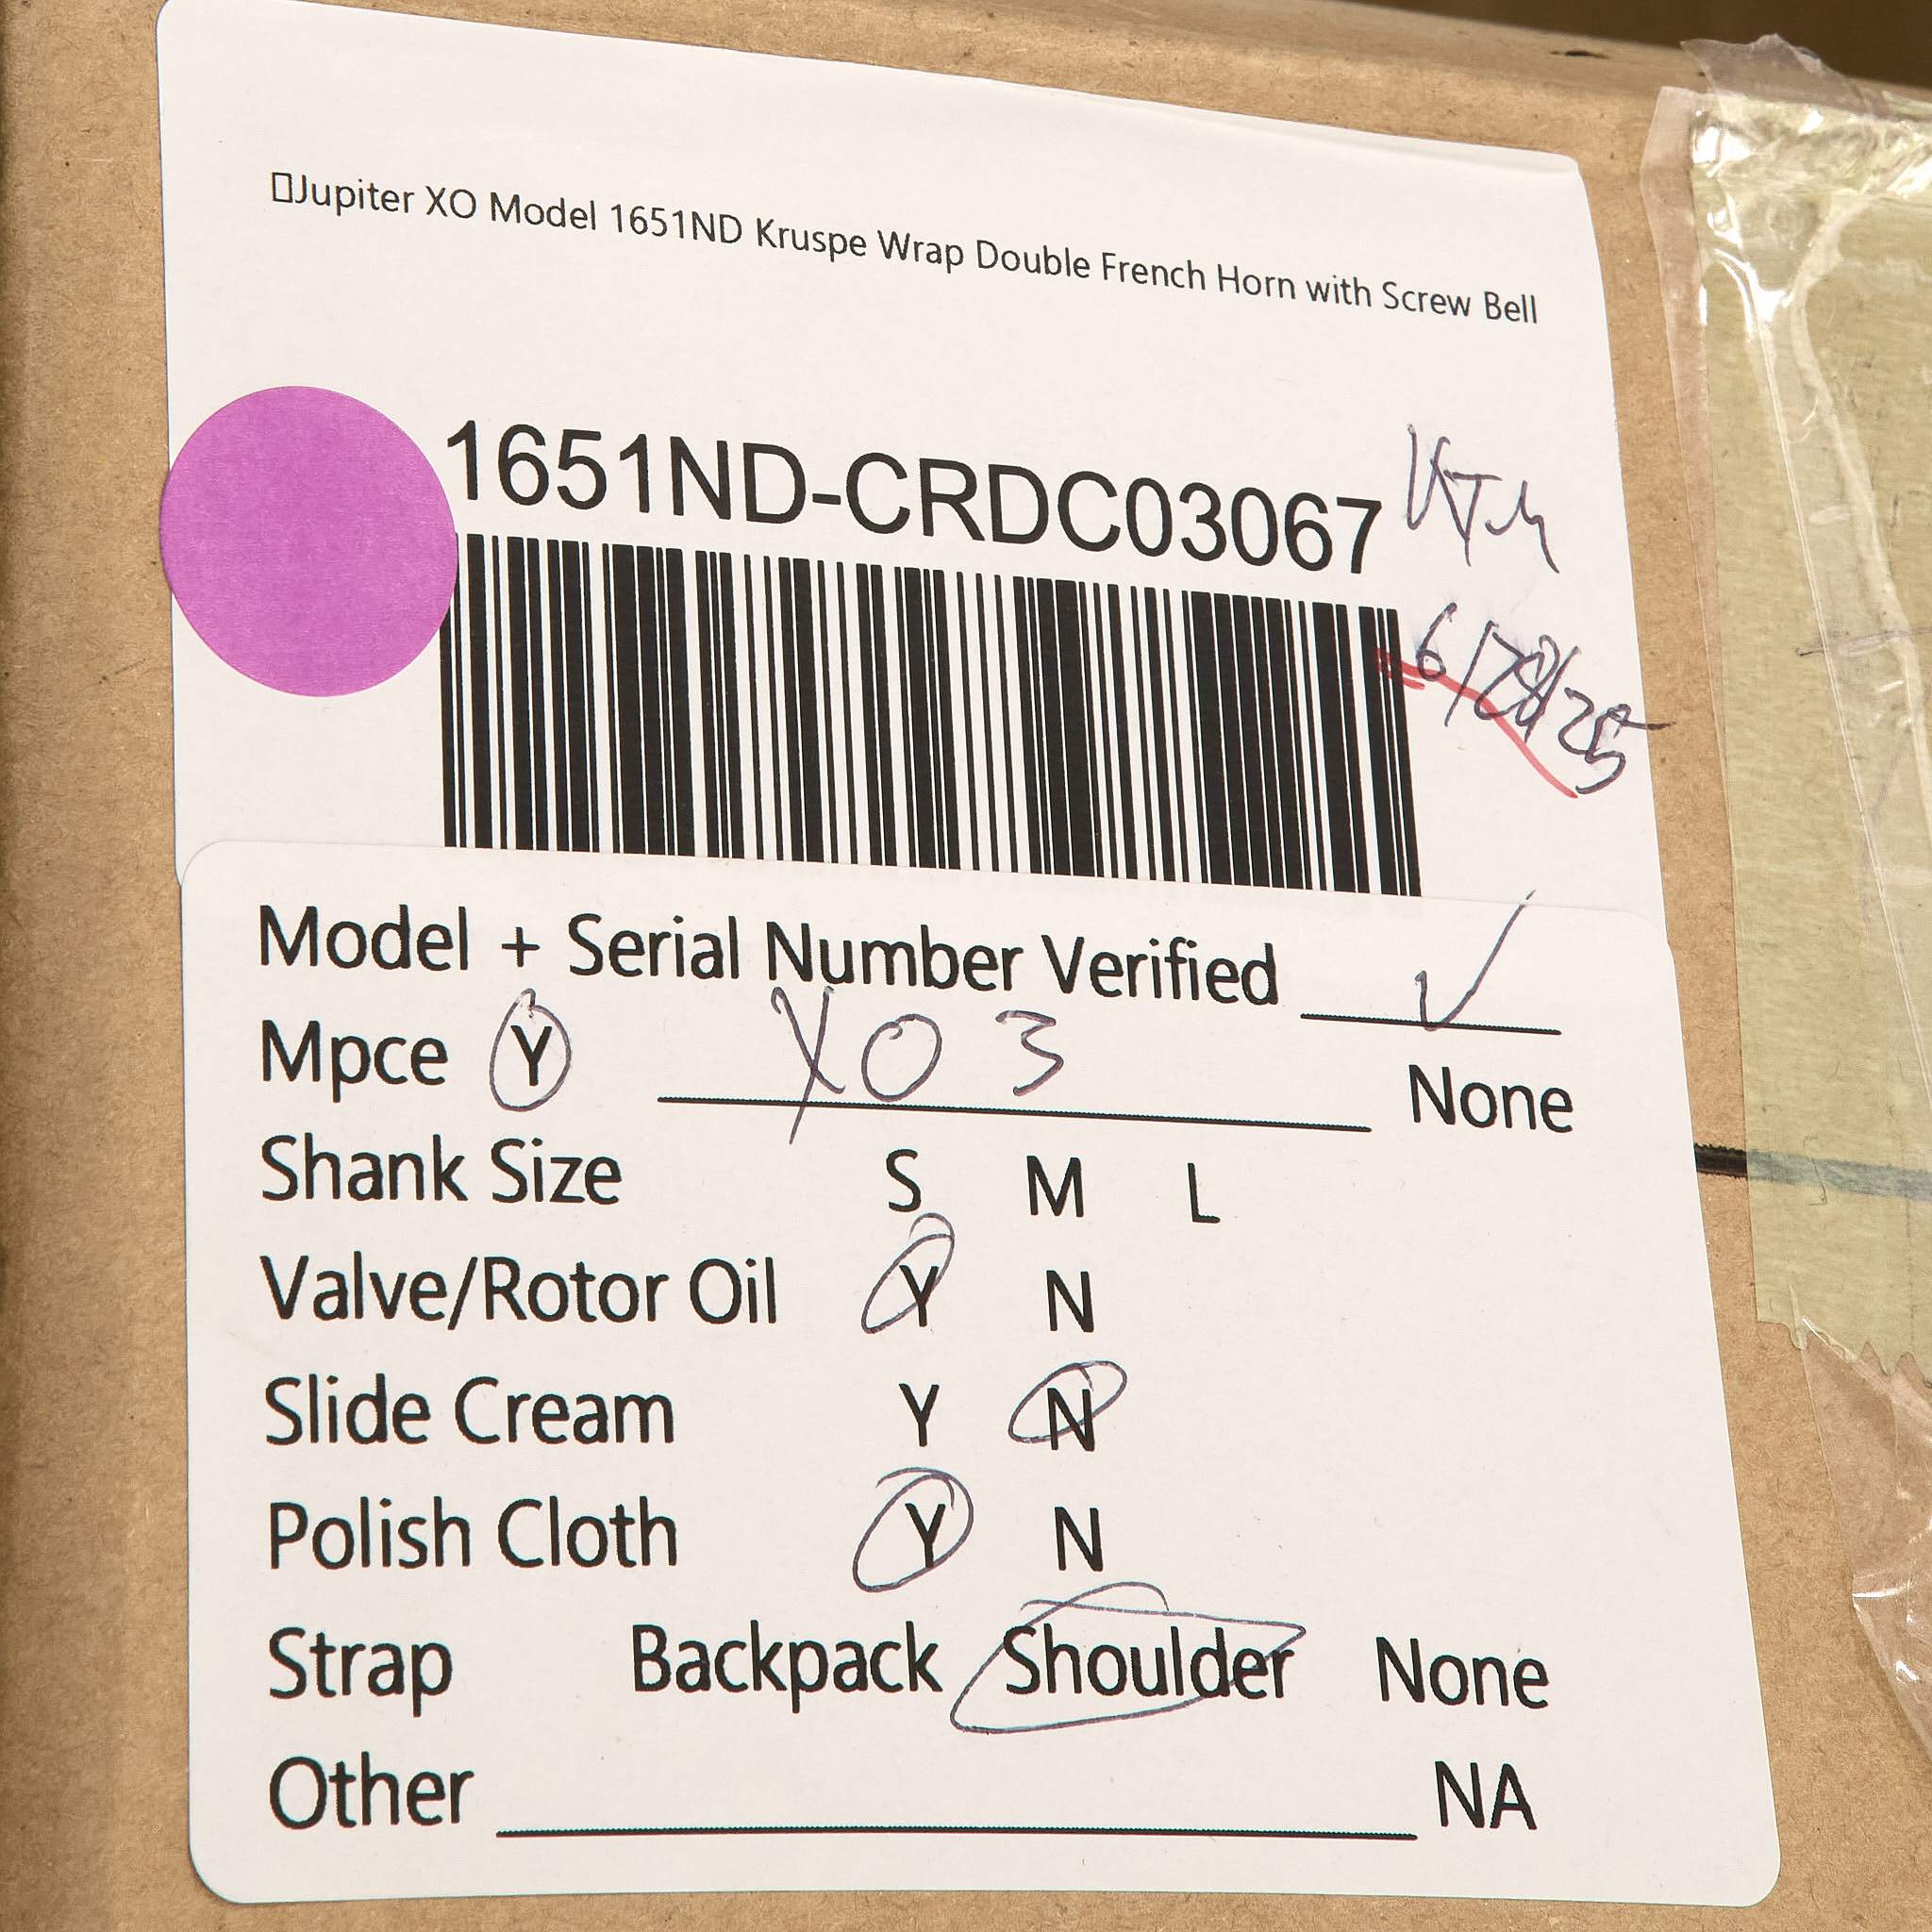 Jupiter XO Model 1651ND Kruspe Wrap Double French Horn with Screw Bell
1651ND-CRDC03067
6/28/25
Model + Serial Number Verified ✓
Mpce Y XO 3 None
Shank Size S M L
Valve/Rotor Oil Y N
Slide Cream Y N
Polish Cloth Y N
Strap Backpack Shoulder None
Other NA